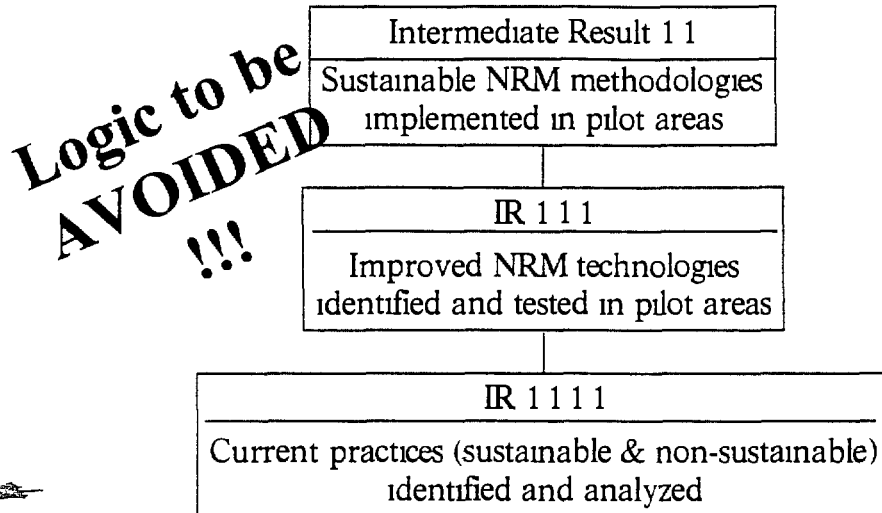 Logic to be
AVOIDED
!!!
Intermediate Result 1 1
Sustainable NRM methodologies
implemented in pilot areas
IR 1 1 1
Improved NRM technologies
identified and tested in pilot areas
IR 1 1 1 1
Current practices (sustainable & non-sustainable)
identified and analyzed